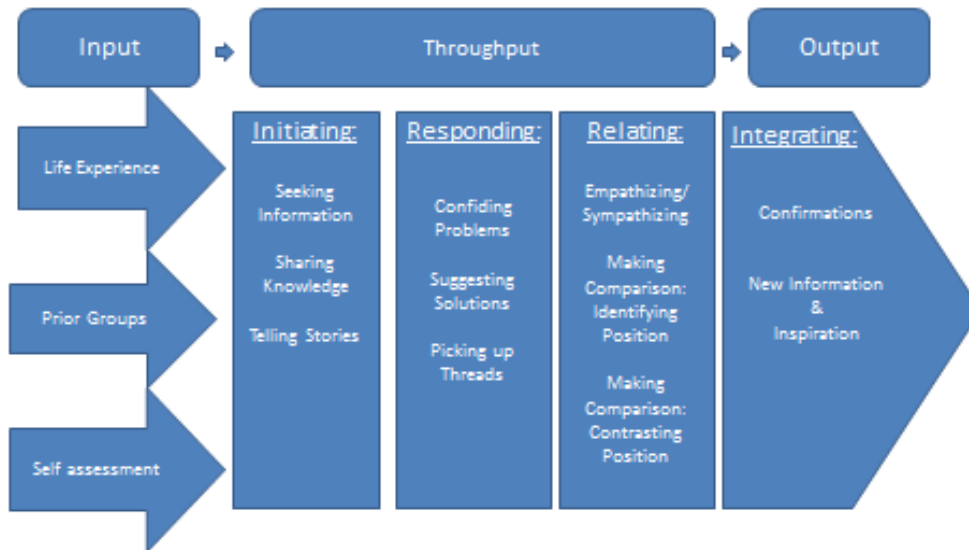 Input
Throughput
Output
Life Experience
Prior Groups
Self assessment
Initiating:
Seeking
Information
Sharing
Knowledge
Telling Stories
Responding:
Confiding
Problems
Suggesting
Solutions
Picking up
Threads
Relating:
Empathizing/
Sympathizing
Making
Comparison:
Identifying
Position
Making
Comparison:
Contrasting
Position
Integrating:
Confirmations
New Information
&
Inspiration